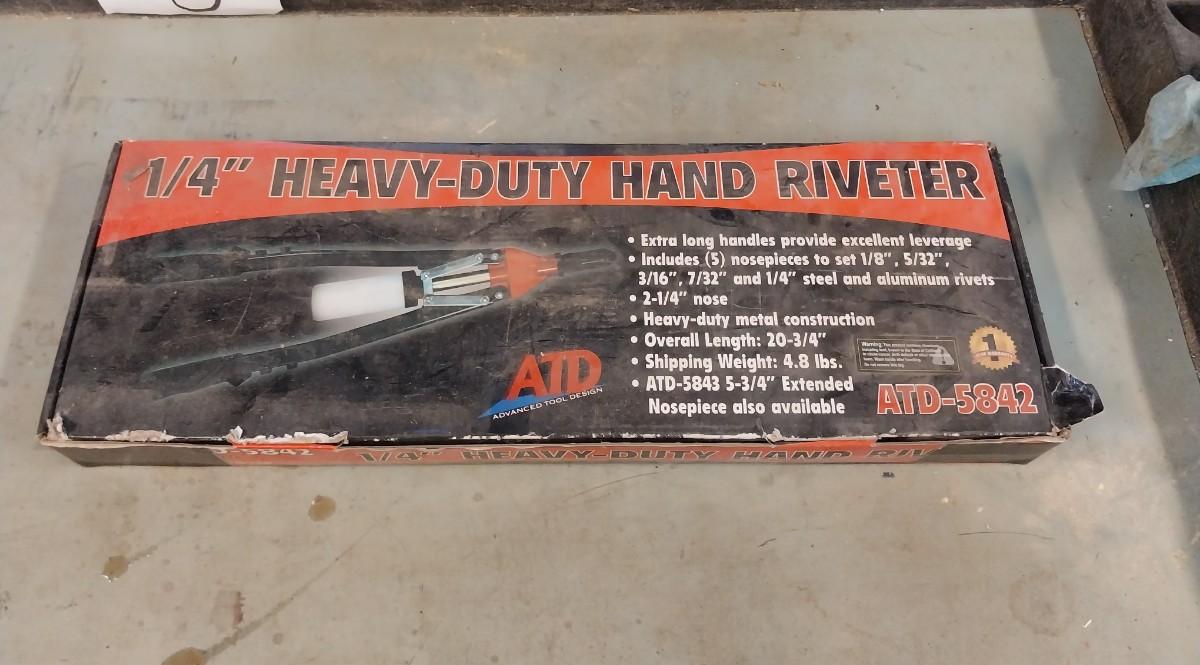 1/4" HEAVY-DUTY HAND RIVETER
• Extra long handles provide excellent leverage
• Includes (5) nosepieces to set 1/8", 5/32",
3/16", 7/32" and 1/4" steel and aluminum rivets
• 2-1/4" nose
• Heavy-duty metal construction
• Overall Length: 20-3/4"
• Shipping Weight: 4.8 lbs.
• ATD-5843 5-3/4" Extended
Nosepiece also available
ATD
ADVANCED TOOL DESIGN
Warning:
1
ATD-5842
-5842
1/4" HEAVY-DUTY HAND RIV